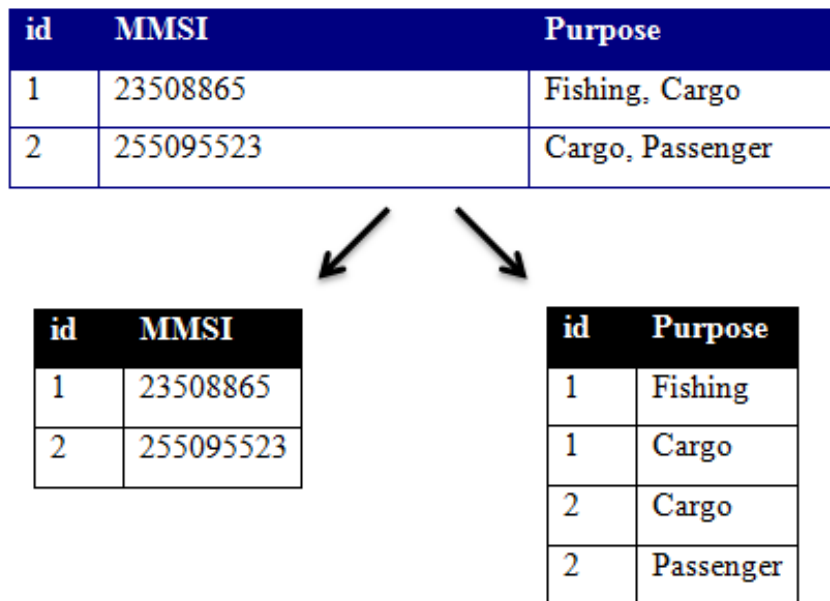 id MMSI Purpose
1 23508865 Fishing, Cargo
2 255095523 Cargo, Passenger
id MMSI
1 23508865
2 255095523
id Purpose
1 Fishing
1 Cargo
2 Cargo
2 Passenger